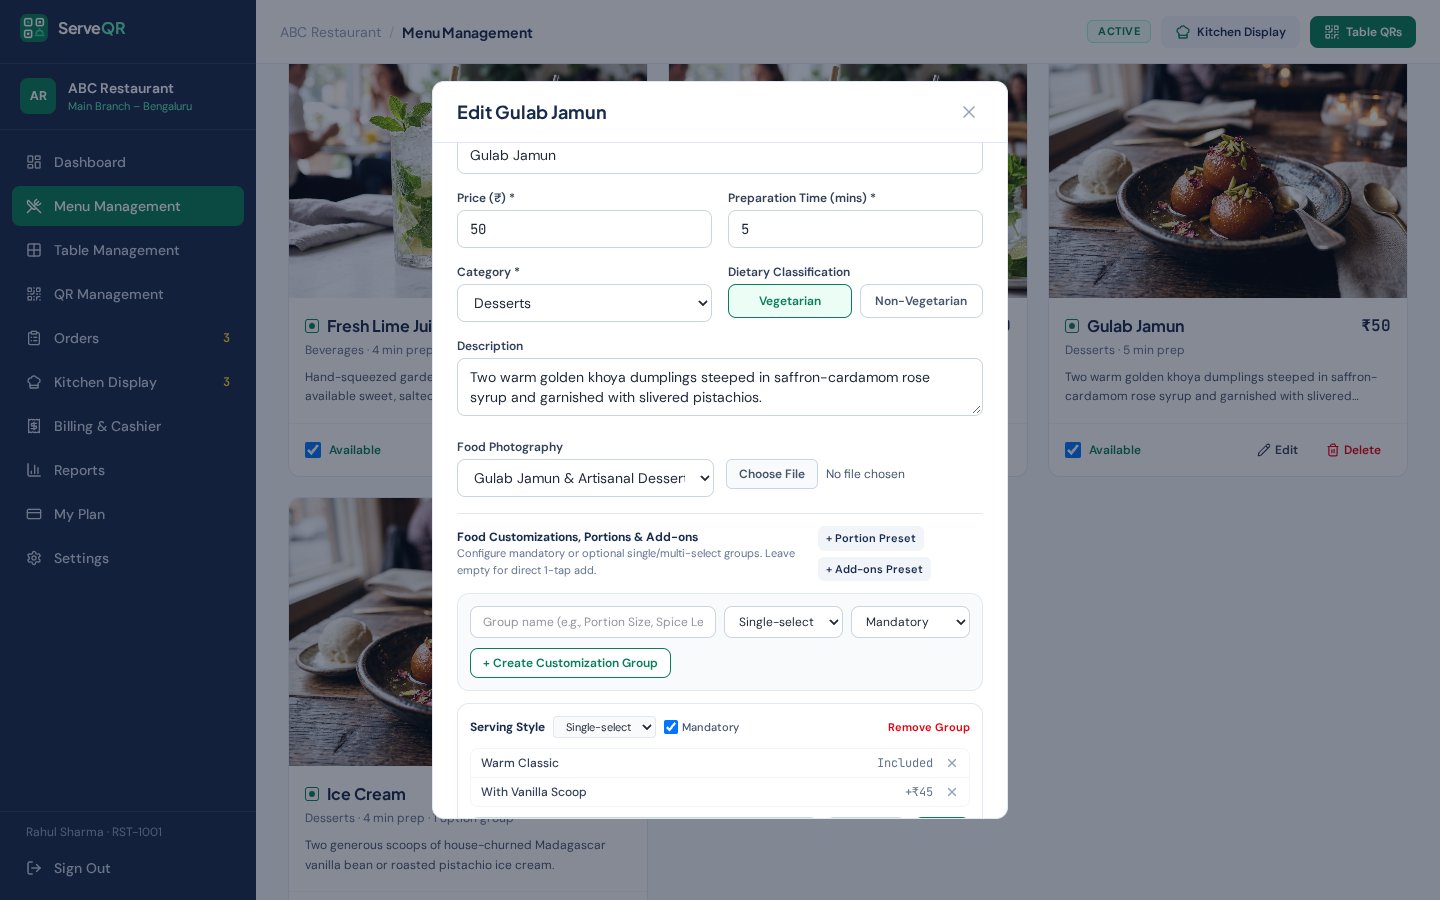 ServeQR
AR
ABC Restaurant
Main Branch – Bengaluru
Dashboard
Menu Management
Table Management
QR Management
Orders 3
Kitchen Display 3
Billing & Cashier
Reports
My Plan
Settings
Rahul Sharma · RST-1001
Sign Out
ABC Restaurant / Menu Management
ACTIVE
Kitchen Display
Table QRs
Fresh Lime
Beverages · 4 min prep
Hand-squeezed
available sweet,
Available
Gulab Jamun ₹50
Desserts · 5 min prep
Two warm golden khoya dumplings steeped in saffron-
cardamom rose syrup and garnished with slivered...
Available
Edit
Delete
Ice Cream
Desserts · 4 min prep · 1 option group
Two generous scoops of house-churned Madagascar
vanilla bean or roasted pistachio ice cream.
Edit Gulab Jamun
Gulab Jamun
Price (₹) *
Preparation Time (mins) *
50
5
Category *
Dietary Classification
Desserts
Vegetarian
Non-Vegetarian
Description
Two warm golden khoya dumplings steeped in saffron-cardamom rose
syrup and garnished with slivered pistachios.
Food Photography
Gulab Jamun & Artisanal Dessert
Choose File
No file chosen
Food Customizations, Portions & Add-ons
Configure mandatory or optional single/multi-select groups. Leave
empty for direct 1-tap add.
+ Portion Preset
+ Add-ons Preset
Group name (e.g., Portion Size, Spice Le
Single-select
Mandatory
+ Create Customization Group
Serving Style
Single-select
Mandatory
Remove Group
Warm Classic Included
With Vanilla Scoop +₹45